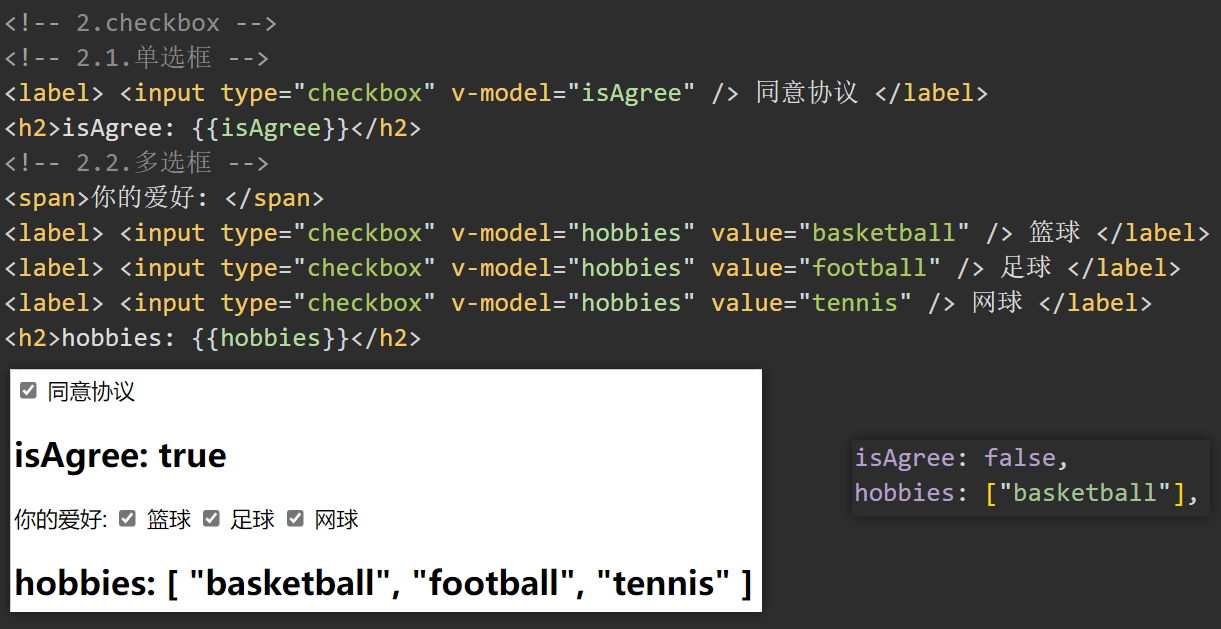 <!-- 2.checkbox -->
<!-- 2.1.单选框 -->
<label> <input type="checkbox" v-model="isAgree" /> 同意协议 </label>
<h2>isAgree: {{isAgree}}</h2>
<!-- 2.2.多选框 -->
<span>你的爱好: </span>
<label> <input type="checkbox" v-model="hobbies" value="basketball" /> 篮球 </label>
<label> <input type="checkbox" v-model="hobbies" value="football" /> 足球 </label>
<label> <input type="checkbox" v-model="hobbies" value="tennis" /> 网球 </label>
<h2>hobbies: {{hobbies}}</h2>
同意协议
isAgree: true
你的爱好: 篮球 足球 网球
hobbies: [ "basketball", "football", "tennis" ]
isAgree: false,
hobbies: ["basketball"],